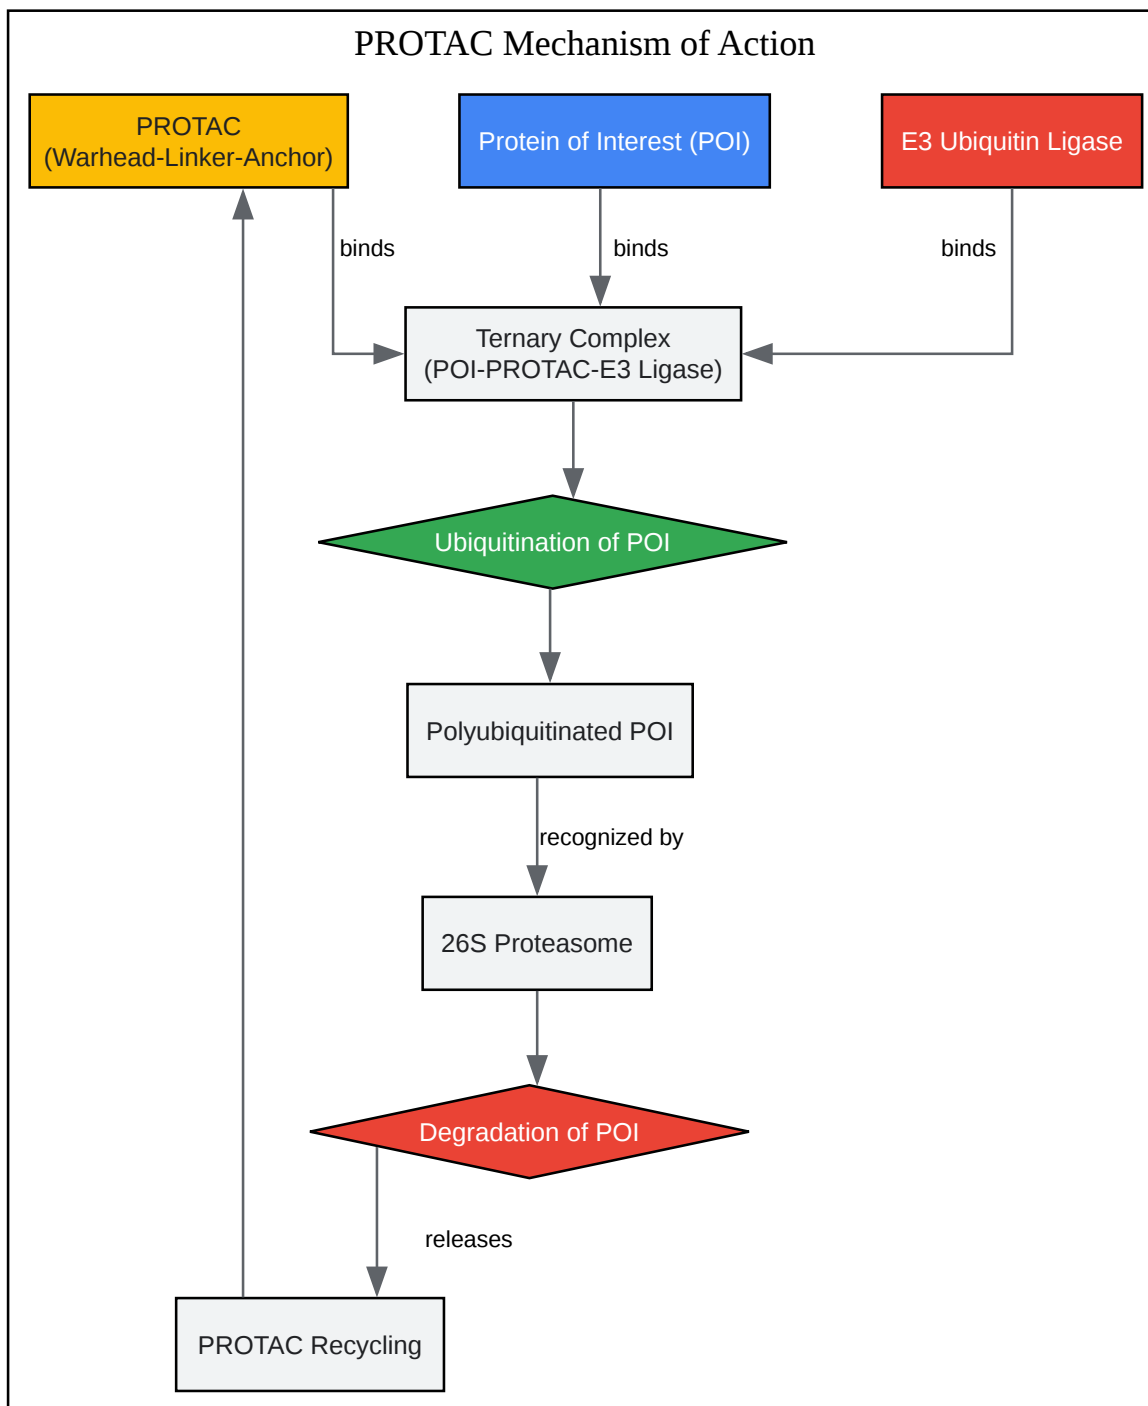 PROTAC Mechanism of Action
PROTAC
(Warhead-Linker-Anchor)
Protein of Interest (POI)
E3 Ubiquitin Ligase
binds
binds
binds
Ternary Complex
(POI-PROTAC-E3 Ligase)
Ubiquitination of POI
Polyubiquitinated POI
recognized by
26S Proteasome
Degradation of POI
releases
PROTAC Recycling